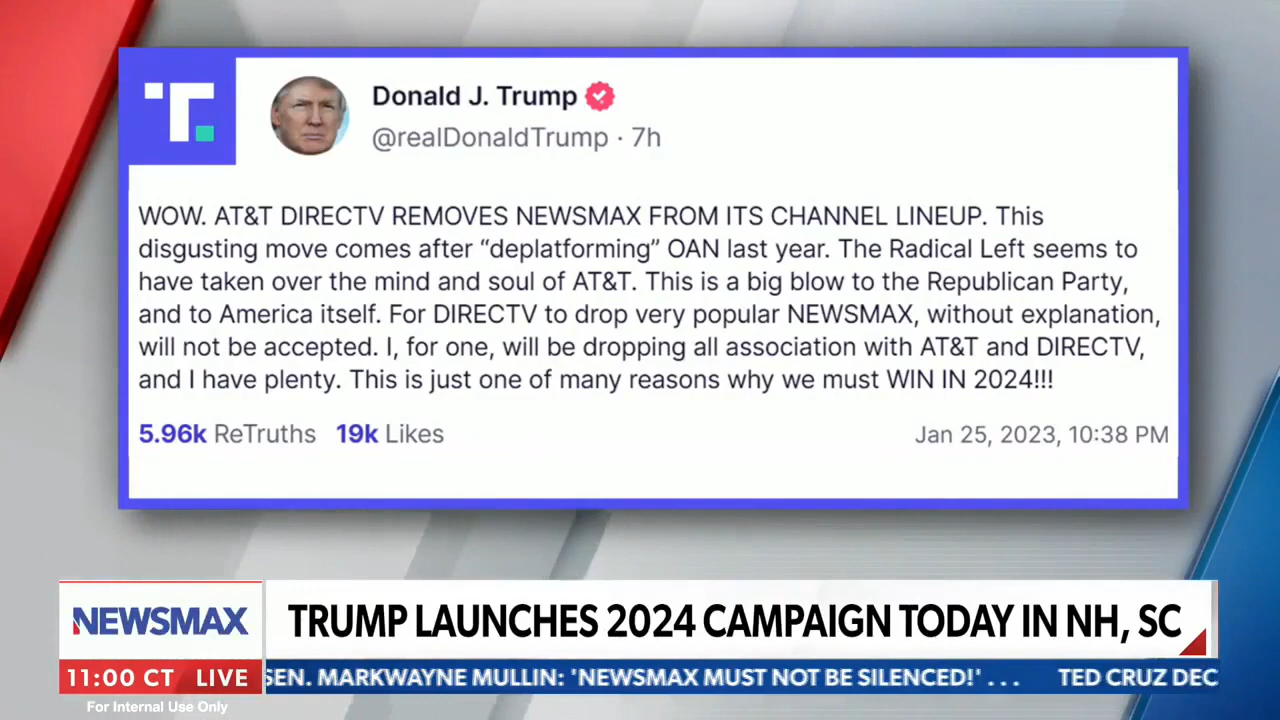 Donald J. Trump
@realDonaldTrump · 7h
WOW. AT&T DIRECTV REMOVES NEWSMAX FROM ITS CHANNEL LINEUP. This
disgusting move comes after “deplatforming” OAN last year. The Radical Left seems to
have taken over the mind and soul of AT&T. This is a big blow to the Republican Party,
and to America itself. For DIRECTV to drop very popular NEWSMAX, without explanation,
will not be accepted. I, for one, will be dropping all association with AT&T and DIRECTV,
and I have plenty. This is just one of many reasons why we must WIN IN 2024!!!
5.96k ReTruths 19k Likes
Jan 25, 2023, 10:38 PM
NEWSMAX
TRUMP LAUNCHES 2024 CAMPAIGN TODAY IN NH, SC
11:00 CT LIVE
SEN. MARKWAYNE MULLIN: 'NEWSMAX MUST NOT BE SILENCED!' . . . TED CRUZ DEC
For Internal Use Only